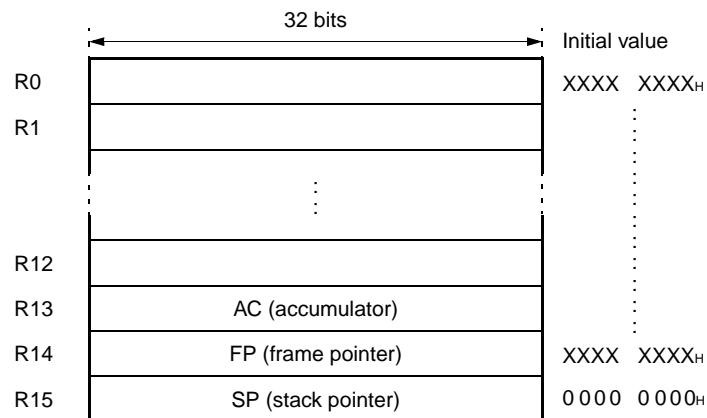 32 bits
Initial value
R0 XXXX XXXXH
R1
R12
R13 AC (accumulator)
R14 FP (frame pointer) XXXX XXXXH
R15 SP (stack pointer) 0000 0000H